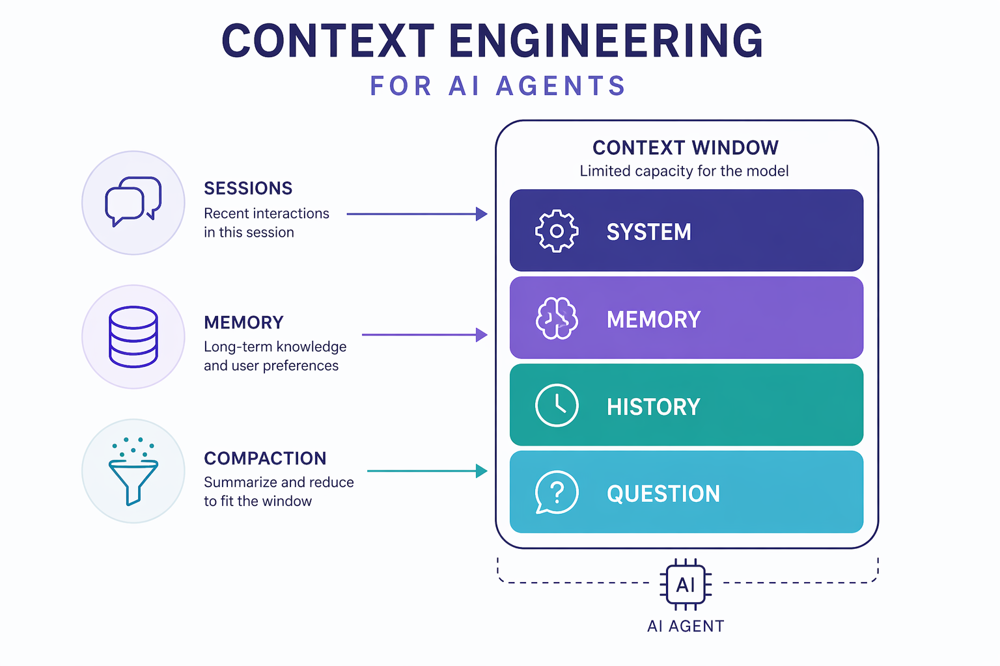 CONTEXT ENGINEERING
FOR AI AGENTS
SESSIONS
Recent interactions
in this session
MEMORY
Long-term knowledge
and user preferences
COMPACTION
Summarize and reduce
to fit the window
CONTEXT WINDOW
Limited capacity for the model
SYSTEM
MEMORY
HISTORY
?
QUESTION
AI
AI AGENT